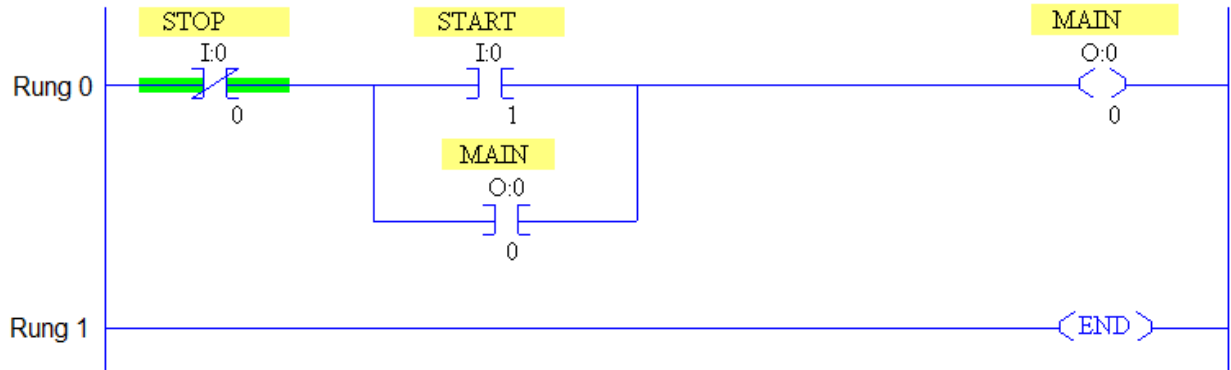 STOP START MAIN
I:0 I:0 O:0
Rung 0
0 1 0
MAIN
O:0
0
Rung 1 END